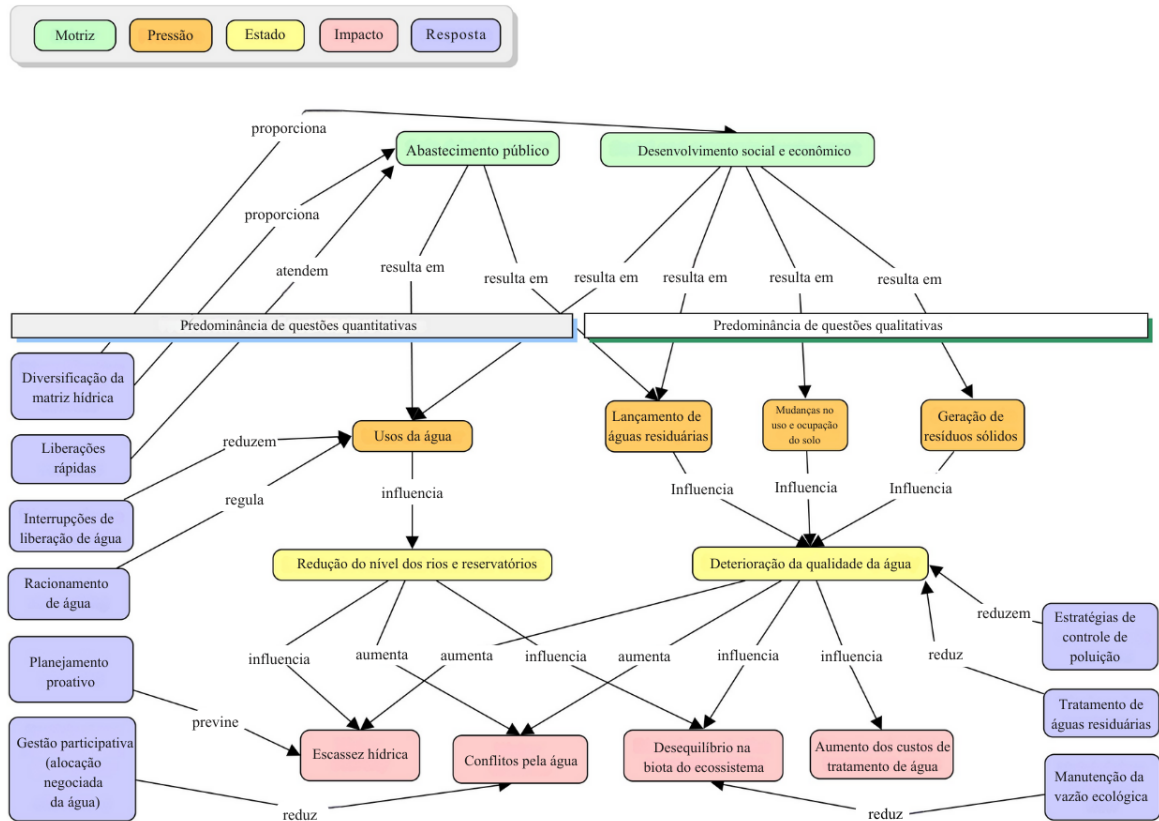 Motriz
Pressão
Estado
Impacto
Resposta
proporciona
Abastecimento público
Desenvolvimento social e econômico
proporciona
atendem
resulta em
resulta em
resulta em
resulta em
resulta em
resulta em
Predominância de questões quantitativas
Predominância de questões qualitativas
Diversificação da
matriz hídrica
Liberações
rápidas
Interrupções de
liberação de água
Racionamento
de água
Planejamento
proativo
Gestão participativa
(alocação
negociada
da água)
reduzem
regula
Usos da água
Lançamento de
águas residuárias
Mudanças no
uso e ocupação
do solo
Geração de
resíduos sólidos
influencia
Influencia
Influencia
Influencia
Redução do nível dos rios e reservatórios
Deterioração da qualidade da água
reduzem
reduz
Estratégias de
controle de
poluição
Tratamento de
águas residuárias
Manutenção da
vazão ecológica
influencia
aumenta
aumenta
influencia
aumenta
influencia
influencia
previne
Escassez hídrica
Conflitos pela água
Desequilíbrio na
biota do ecossistema
Aumento dos custos de
tratamento de água
reduz
reduz